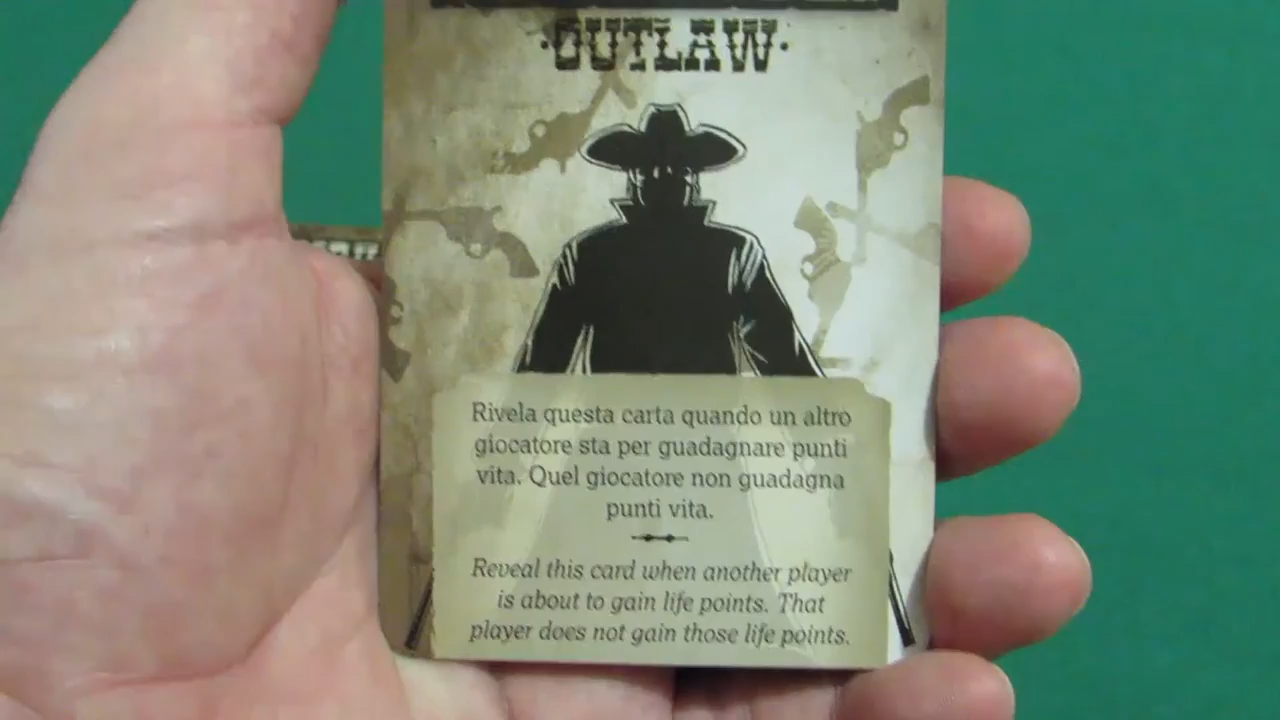 ·OUTLAW·
Rivela questa carta quando un altro
giocatore sta per guadagnare punti
vita. Quel giocatore non guadagna
punti vita.
Reveal this card when another player
is about to gain life points. That
player does not gain those life points.